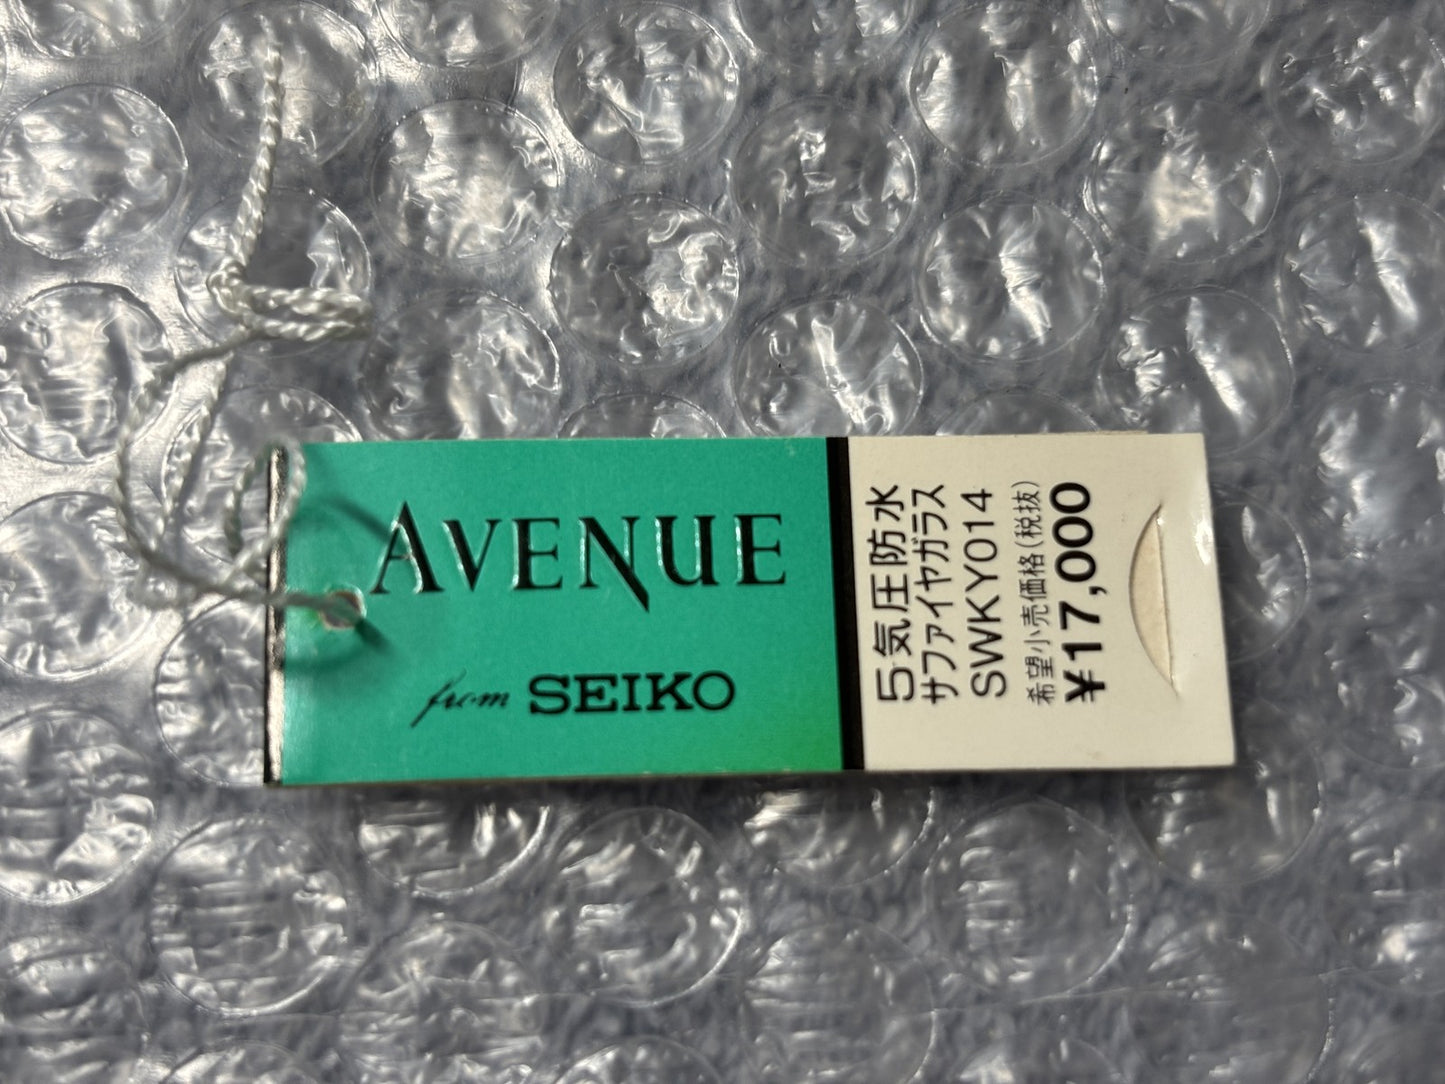 AVENUE
from SEIKO
5気圧防水
サファイヤガラス
SWKY014
希望小売価格(税抜)
¥17,000